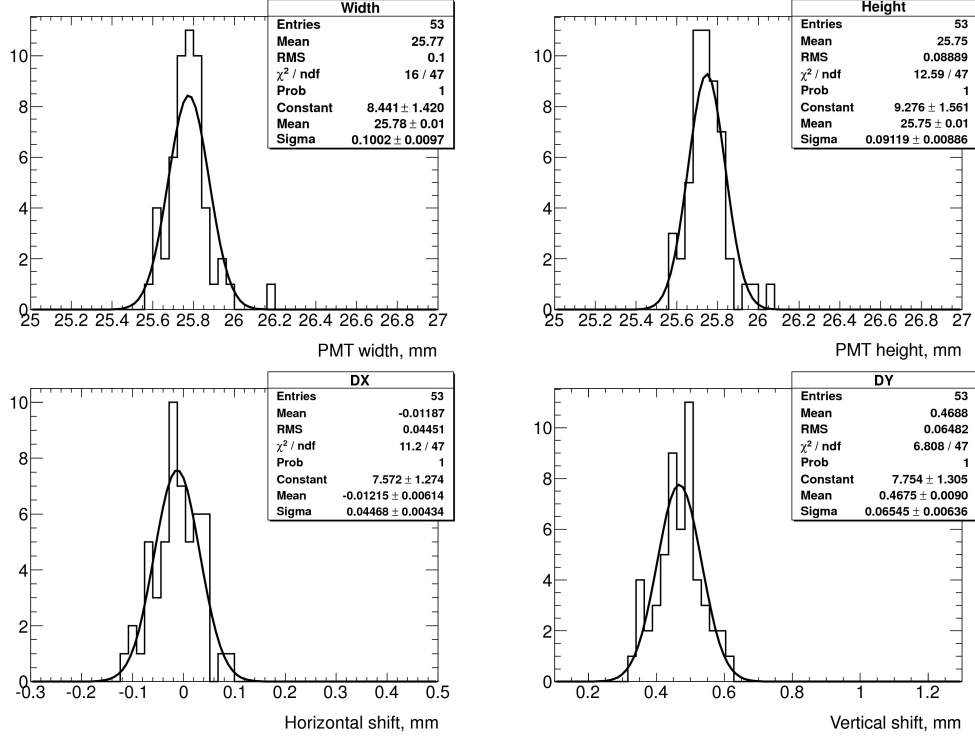 Width
Entries 53
Mean 25.77
RMS 0.1
χ² / ndf 16 / 47
Prob 1
Constant 8.441 ± 1.420
Mean 25.78 ± 0.01
Sigma 0.1002 ± 0.0097
10
8
6
4
2
0
25 25.2 25.4 25.6 25.8 26 26.2 26.4 26.6 26.8 27
PMT width, mm
Height
Entries 53
Mean 25.75
RMS 0.08889
χ² / ndf 12.59 / 47
Prob 1
Constant 9.276 ± 1.561
Mean 25.75 ± 0.01
Sigma 0.09119 ± 0.00886
10
8
6
4
2
0
25 25.2 25.4 25.6 25.8 26 26.2 26.4 26.6 26.8 27
PMT height, mm
DX
Entries 53
Mean -0.01187
RMS 0.04451
χ² / ndf 11.2 / 47
Prob 1
Constant 7.572 ± 1.274
Mean -0.01215 ± 0.00614
Sigma 0.04468 ± 0.00434
10
8
6
4
2
0
-0.3 -0.2 -0.1 0 0.1 0.2 0.3 0.4 0.5
Horizontal shift, mm
DY
Entries 53
Mean 0.4688
RMS 0.06482
χ² / ndf 6.808 / 47
Prob 1
Constant 7.754 ± 1.305
Mean 0.4675 ± 0.0090
Sigma 0.06545 ± 0.00636
10
8
6
4
2
0
0.2 0.4 0.6 0.8 1 1.2
Vertical shift, mm